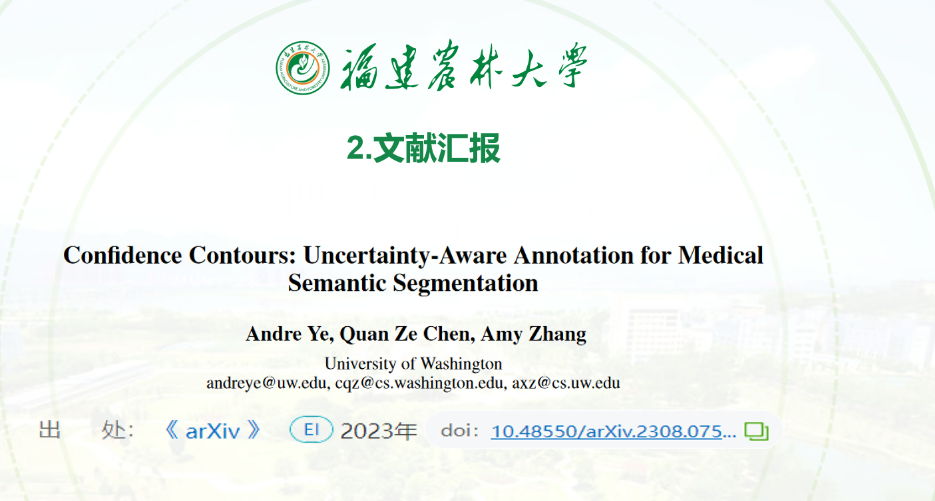 福建农林大学
2.文献汇报
Confidence Contours: Uncertainty-Aware Annotation for Medical
Semantic Segmentation
Andre Ye, Quan Ze Chen, Amy Zhang
University of Washington
andreye@uw.edu, cqz@cs.washington.edu, axz@cs.uw.edu
出 处: 《 arXiv 》 EI 2023年 doi: 10.48550/arXiv.2308.075...